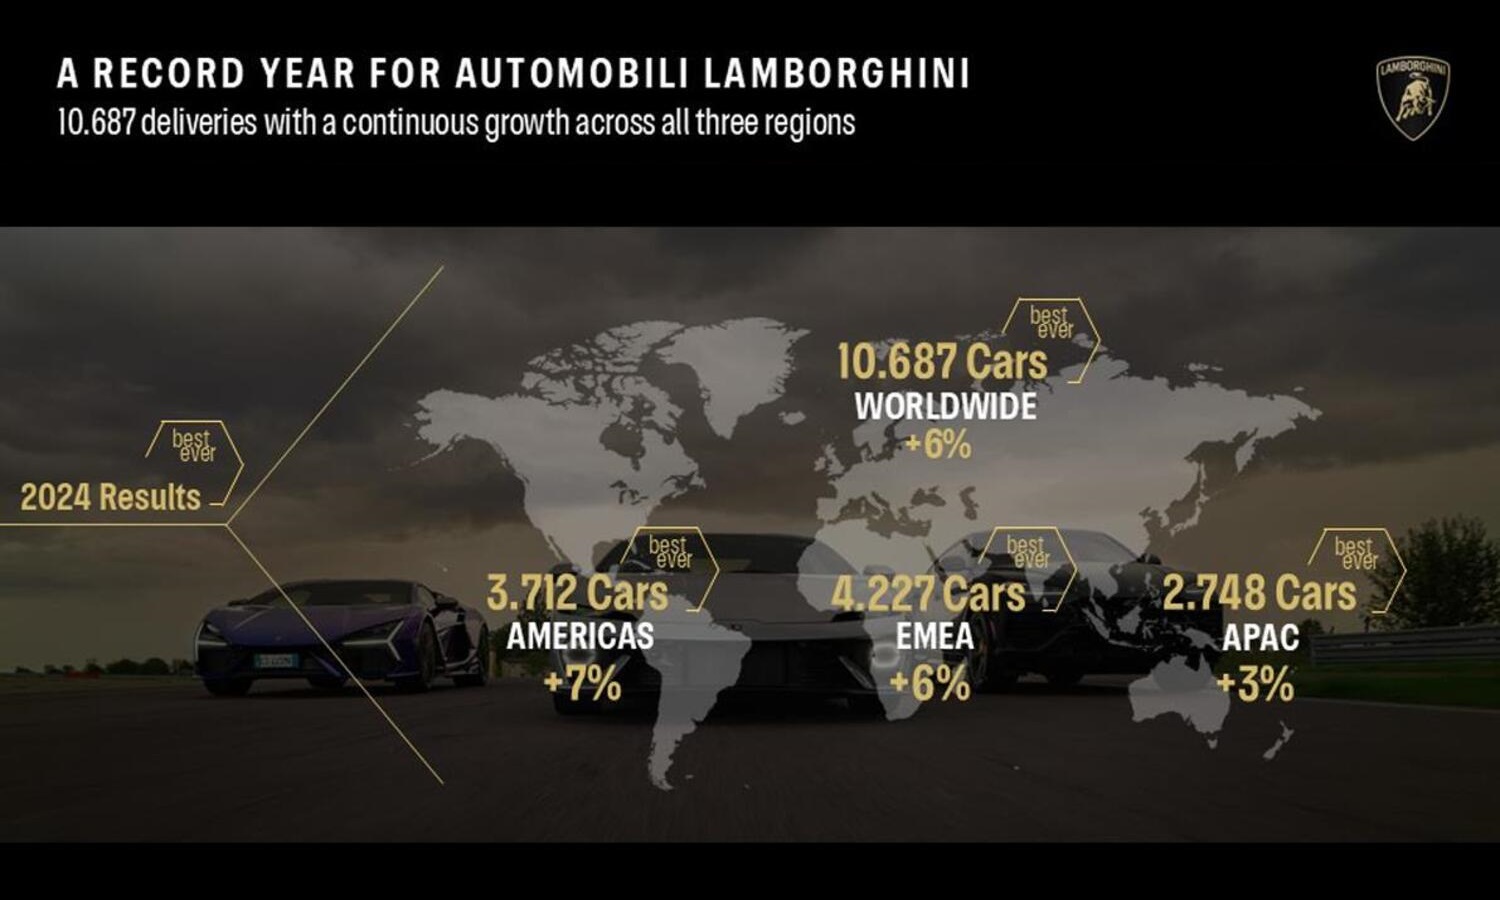 A RECORD YEAR FOR AUTOMOBILI LAMBORGHINI
10.687 deliveries with a continuous growth across all three regions
LAMBORGHINI
best
ever
10.687 Cars
WORLDWIDE
+6%
best
ever
2024 Results
best
ever
3.712 Cars
AMERICAS
+7%
best
ever
4.227 Cars
EMEA
+6%
best
ever
2.748 Cars
APAC
+3%